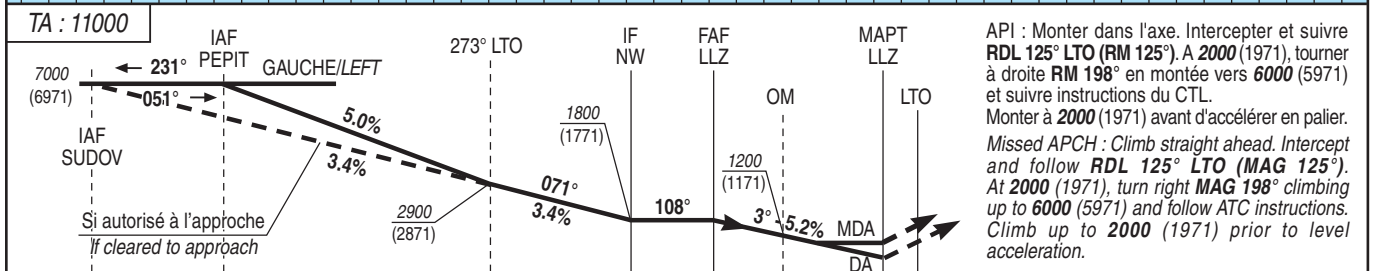 TA : 11000
IAF
PEPIT
273° LTO
IF
NW
FAF
LLZ
MAPT
LLZ
7000
(6971)
← 231°
GAUCHE/LEFT
051° →
OM
LTO
IAF
SUDOV
5.0%
3.4%
1800
(1771)
1200
(1171)
071°
3.4%
108°
3° - 5.2%
MDA
DA
2900
(2871)
Si autorisé à l'approche
If cleared to approach
API : Monter dans l'axe. Intercepter et suivre
RDL 125° LTO (RM 125°). A 2000 (1971), tourner
à droite RM 198° en montée vers 6000 (5971)
et suivre instructions du CTL.
Monter à 2000 (1971) avant d'accélérer en palier.
Missed APCH : Climb straight ahead. Intercept
and follow RDL 125° LTO (MAG 125°).
At 2000 (1971), turn right MAG 198° climbing
up to 6000 (5971) and follow ATC instructions.
Climb up to 2000 (1971) prior to level
acceleration.